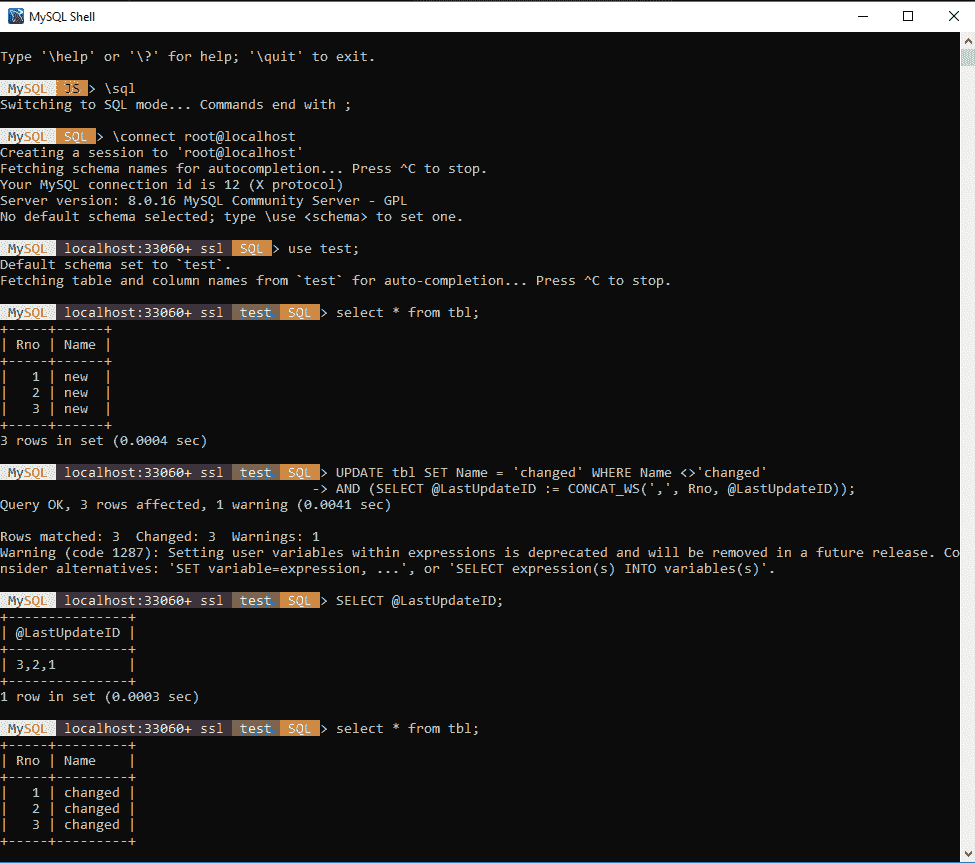 MySQL Shell
Type '\help' or '\?' for help; '\quit' to exit.
MySQL JS > \sql
Switching to SQL mode... Commands end with ;
MySQL SQL > \connect root@localhost
Creating a session to 'root@localhost'
Fetching schema names for autocompletion... Press ^C to stop.
Your MySQL connection id is 12 (X protocol)
Server version: 8.0.16 MySQL Community Server - GPL
No default schema selected; type \use <schema> to set one.
MySQL localhost:33060+ ssl SQL > use test;
Default schema set to `test`.
Fetching table and column names from `test` for auto-completion... Press ^C to stop.
MySQL localhost:33060+ ssl test SQL > select * from tbl;
+-----+------+
| Rno | Name |
+-----+------+
|   1 | new  |
|   2 | new  |
|   3 | new  |
+-----+------+
3 rows in set (0.0004 sec)
MySQL localhost:33060+ ssl test SQL > UPDATE tbl SET Name = 'changed' WHERE Name <>'changed'
-> AND (SELECT @LastUpdateID := CONCAT_WS(',', Rno, @LastUpdateID));
Query OK, 3 rows affected, 1 warning (0.0041 sec)
Rows matched: 3  Changed: 3  Warnings: 1
Warning (code 1287): Setting user variables within expressions is deprecated and will be removed in a future release. Co
nsider alternatives: 'SET variable=expression, ...', or 'SELECT expression(s) INTO variables(s)'.
MySQL localhost:33060+ ssl test SQL > SELECT @LastUpdateID;
+---------------+
| @LastUpdateID |
+---------------+
| 3,2,1         |
+---------------+
1 row in set (0.0003 sec)
MySQL localhost:33060+ ssl test SQL > select * from tbl;
+-----+---------+
| Rno | Name    |
+-----+---------+
|   1 | changed |
|   2 | changed |
|   3 | changed |
+-----+---------+